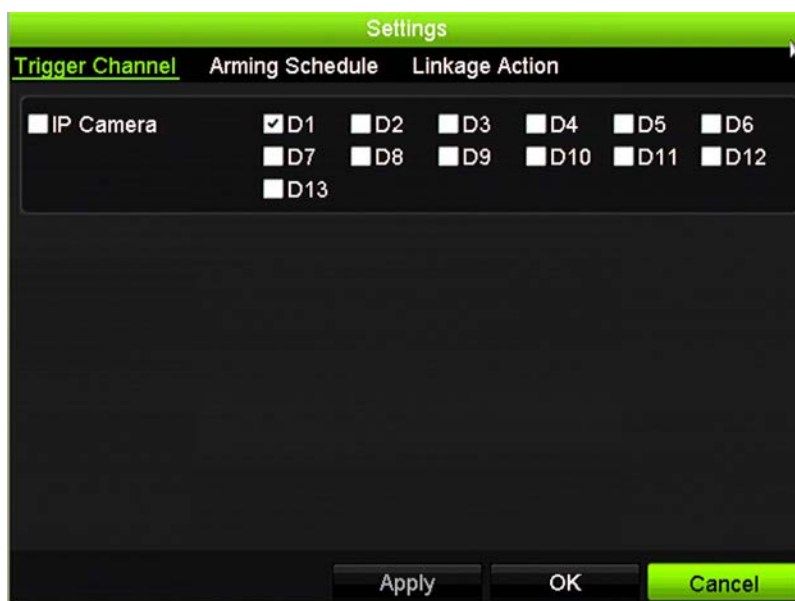 Settings
Trigger Channel Arming Schedule Linkage Action
IP Camera D1 D2 D3 D4 D5 D6
D7 D8 D9 D10 D11 D12
D13
Apply OK Cancel